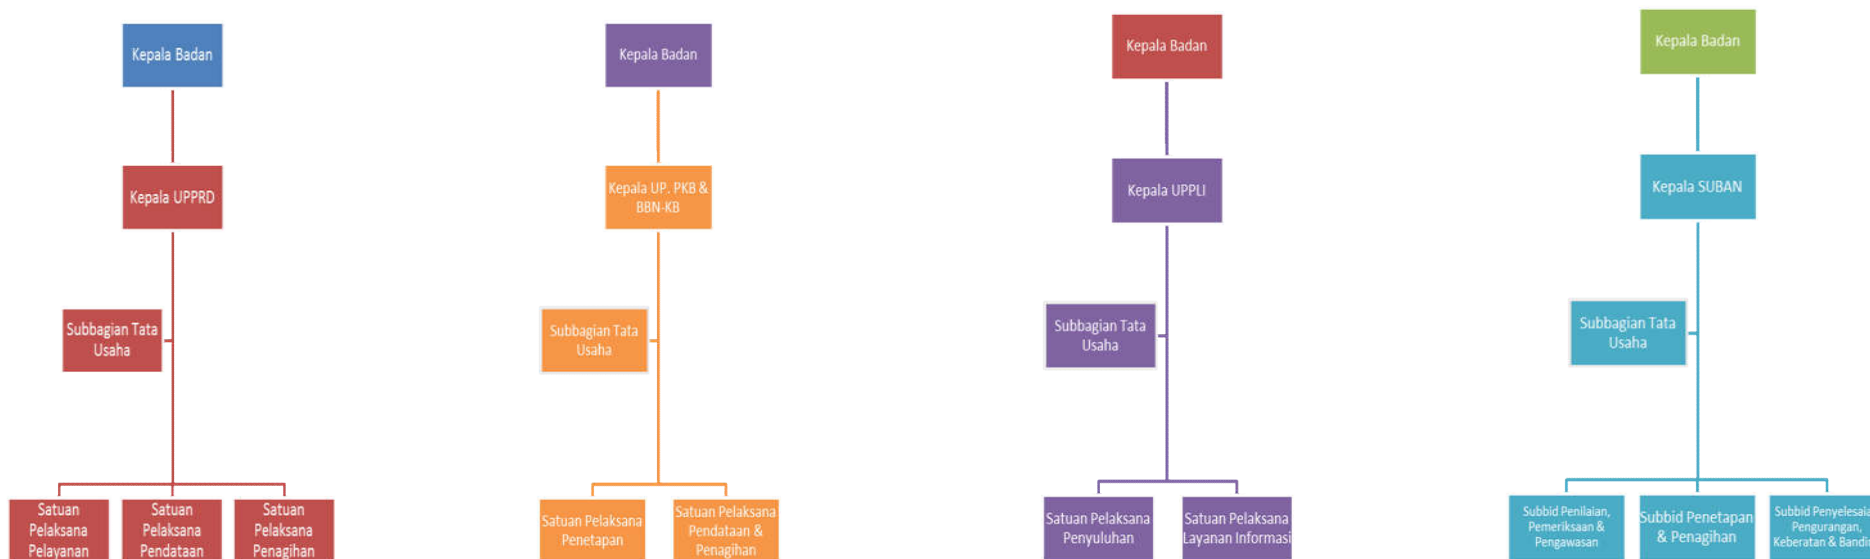 Kepala Badan
Kepala UPPRD
Subbagian Tata
Usaha
Satuan
Pelaksana
Pelayanan
Satuan
Pelaksana
Pendataan
Satuan
Pelaksana
Penagihan
Kepala Badan
Kepala UP. PKB &
BBN-KB
Subbagian Tata
Usaha
Satuan Pelaksana
Penetapan
Satuan Pelaksana
Pendataan &
Penagihan
Kepala Badan
Kepala UPPLI
Subbagian Tata
Usaha
Satuan Pelaksana
Penyuluhan
Satuan Pelaksana
Layanan Informasi
Kepala Badan
Kepala SUBAN
Subbagian Tata
Usaha
Subbid Penilaian,
Pemeriksaan &
Pengawasan
Subbid Penetapan
& Penagihan
Subbid
Pengurangan,
Keberatan &